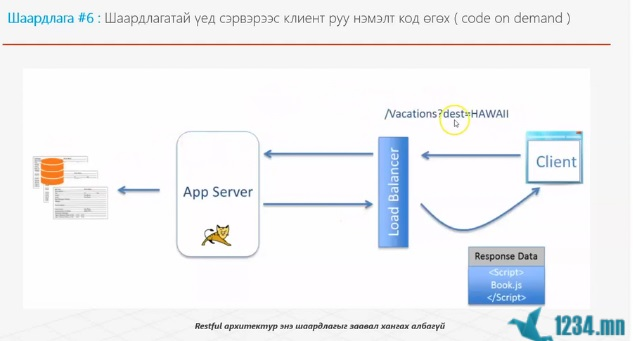 Шаардлага #6 : Шаардлагатай үед сэрвэрээс клиент руу нэмэлт код өгөх ( code on demand )
/Vacations?dest=HAWAII
App Server
Load Balancer
Client
Response Data
<Script>
Book.js
</Script>
Restful архитектур энэ шаардлагыг заавал хангах албагүй
1234.mn